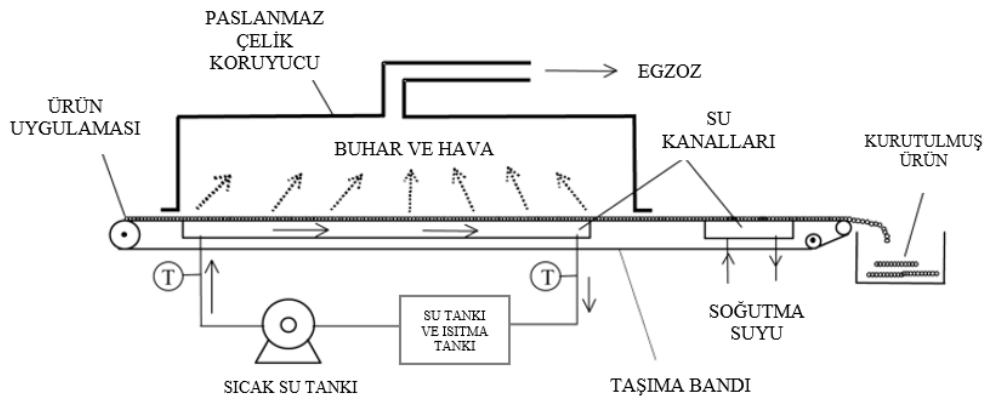 PASLANMAZ
ÇELİK
KORUYUCU
EGZOZ
ÜRÜN
UYGULAMASI
BUHAR VE HAVA
SU
KANALLARI
KURUTULMUŞ
ÜRÜN
T
T
SU TANKI
VE ISITMA
TANKI
SOĞUTMA
SUYU
SICAK SU TANKI
TAŞIMA BANDI